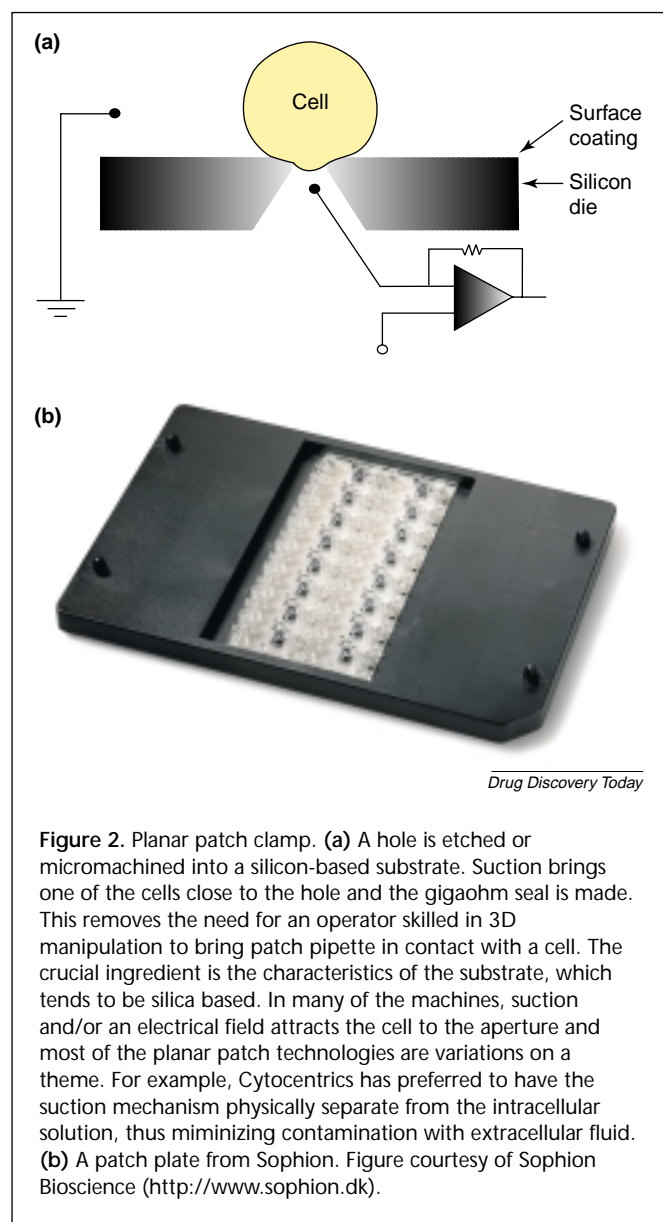 (a)
Cell
Surface
coating
Silicon
die
(b)
Drug Discovery Today
Figure 2. Planar patch clamp. (a) A hole is etched or
micromachined into a silicon-based substrate. Suction brings
one of the cells close to the hole and the gigaohm seal is made.
This removes the need for an operator skilled in 3D
manipulation to bring patch pipette in contact with a cell. The
crucial ingredient is the characteristics of the substrate, which
tends to be silica based. In many of the machines, suction
and/or an electrical field attracts the cell to the aperture and
most of the planar patch technologies are variations on a
theme. For example, Cytocentrics has preferred to have the
suction mechanism physically separate from the intracellular
solution, thus miminizing contamination with extracellular fluid.
(b) A patch plate from Sophion. Figure courtesy of Sophion
Bioscience (http://www.sophion.dk).